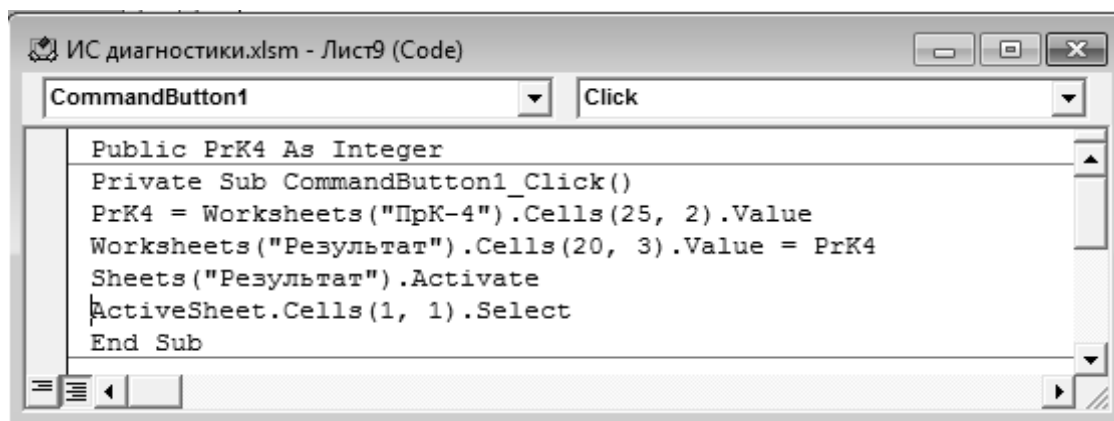 ИС диагностики.xlsm - Лист9 (Code)
CommandButton1 Click
Public PrK4 As Integer
Private Sub CommandButton1_Click()
PrK4 = Worksheets("ПрК-4").Cells(25, 2).Value
Worksheets("Результат").Cells(20, 3).Value = PrK4
Sheets("Результат").Activate
ActiveSheet.Cells(1, 1).Select
End Sub